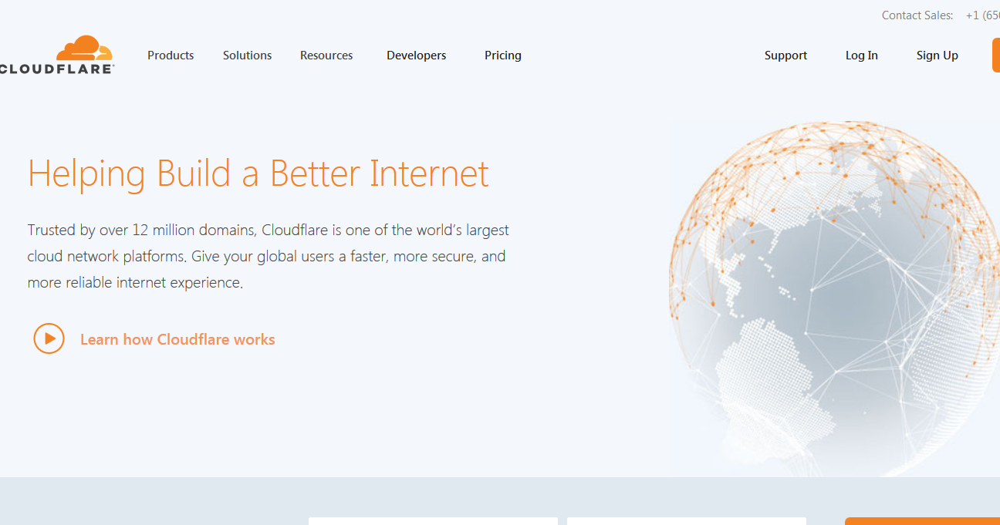 Contact Sales: +1 (650
CLOUDFLARE
Products Solutions Resources Developers Pricing Support Log In Sign Up
Helping Build a Better Internet
Trusted by over 12 million domains, Cloudflare is one of the world’s largest
cloud network platforms. Give your global users a faster, more secure, and
more reliable internet experience.
Learn how Cloudflare works